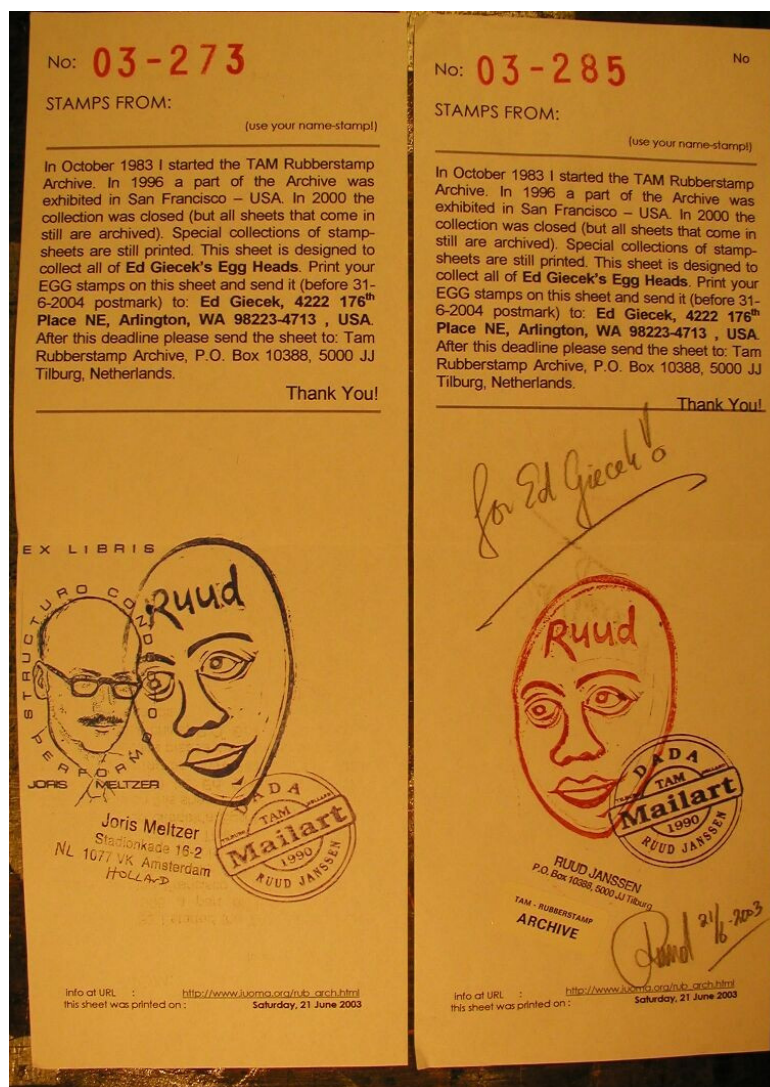 No: 03-273
STAMPS FROM:
(use your name-stamp!)
In October 1983 I started the TAM Rubberstamp
Archive. In 1996 a part of the Archive was
exhibited in San Francisco – USA. In 2000 the
collection was closed (but all sheets that come in
still are archived). Special collections of stamp-
sheets are still printed. This sheet is designed to
collect all of Ed Giecek's Egg Heads. Print your
EGG stamps on this sheet and send it (before 31-
6-2004 postmark) to: Ed Giecek, 4222 176th
Place NE, Arlington, WA 98223-4713 , USA.
After this deadline please send the sheet to: Tam
Rubberstamp Archive, P.O. Box 10388, 5000 JJ
Tilburg, Netherlands.
Thank You!
EX LIBRIS
STRUCTURO CONDENSTO PERFORMO
JORIS MELTZER
Ruud
Joris Meltzer
Stadionkade 16-2
NL 1077 VK Amsterdam
HOLLAND
DADA
TAM
Mailart
1990
RUUD JANSSEN
Info at URL : http://www.iuoma.org/rub_arch.html
this sheet was printed on : Saturday, 21 June 2003
No
No: 03-285
STAMPS FROM:
(use your name-stamp!)
In October 1983 I started the TAM Rubberstamp
Archive. In 1996 a part of the Archive was
exhibited in San Francisco – USA. In 2000 the
collection was closed (but all sheets that come in
still are archived). Special collections of stamp-
sheets are still printed. This sheet is designed to
collect all of Ed Giecek's Egg Heads. Print your
EGG stamps on this sheet and send it (before 31-
6-2004 postmark) to: Ed Giecek, 4222 176th
Place NE, Arlington, WA 98223-4713 , USA.
After this deadline please send the sheet to: Tam
Rubberstamp Archive, P.O. Box 10388, 5000 JJ
Tilburg, Netherlands.
Thank You!
for Ed Giecek!
Ruud
DADA
TAM
Mailart
1990
RUUD JANSSEN
RUUD JANSSEN
P.O. Box 10388, 5000 JJ Tilburg
TAM - RUBBERSTAMP
ARCHIVE
Ruud 21/6-2003
Info at URL : http://www.iuoma.org/rub_arch.html
this sheet was printed on : Saturday, 21 June 2003